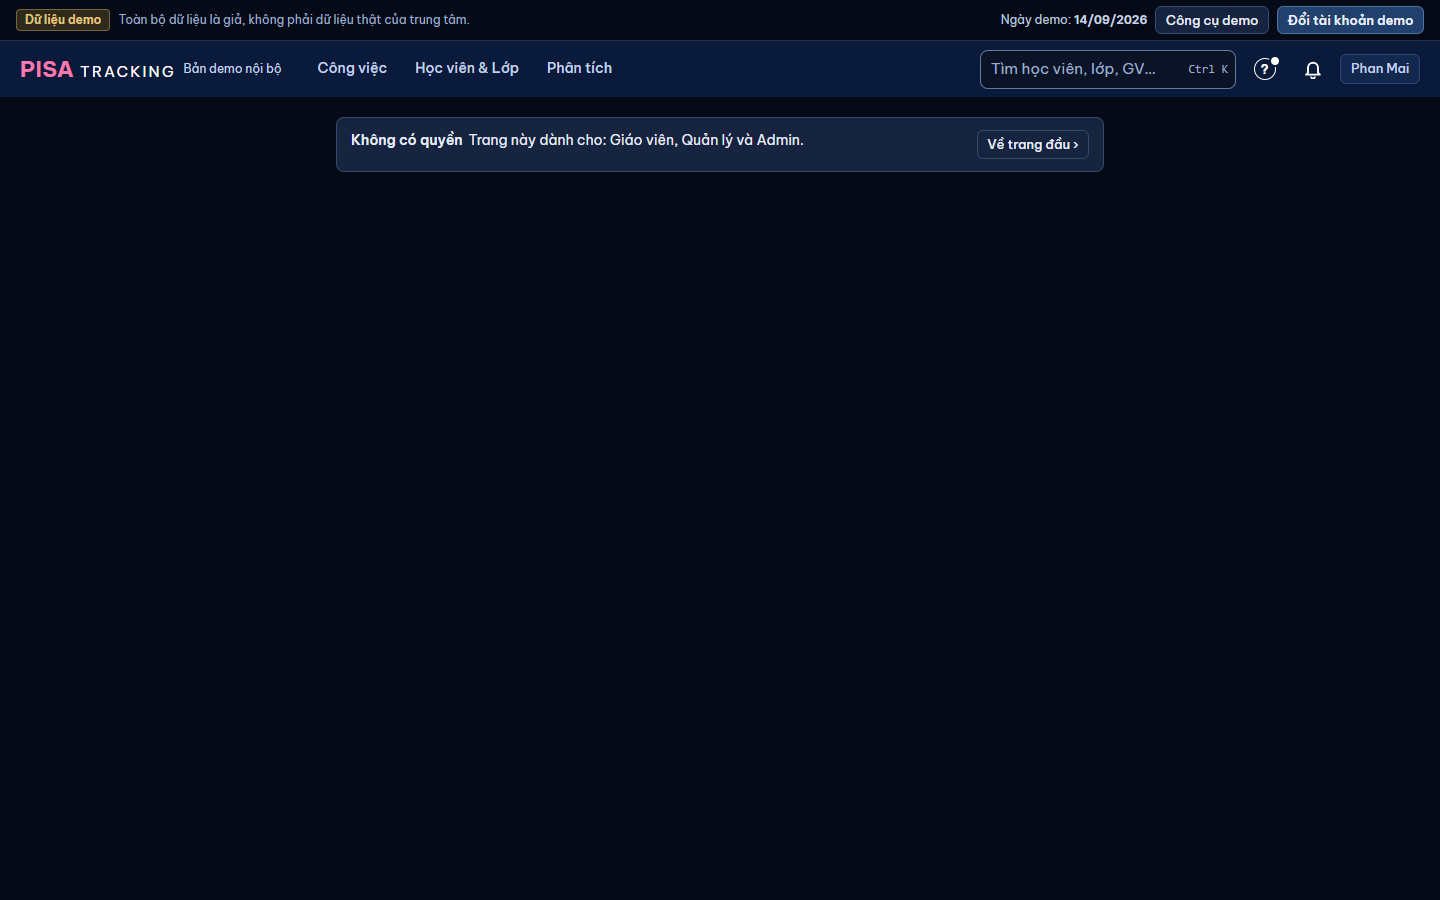 Dữ liệu demo Toàn bộ dữ liệu là giả, không phải dữ liệu thật của trung tâm. Ngày demo: 14/09/2026 Công cụ demo Đổi tài khoản demo
PISA TRACKING Bản demo nội bộ Công việc Học viên & Lớp Phân tích Tìm học viên, lớp, GV... Ctrl K ? Phan Mai
Không có quyền Trang này dành cho: Giáo viên, Quản lý và Admin. Về trang đầu ›